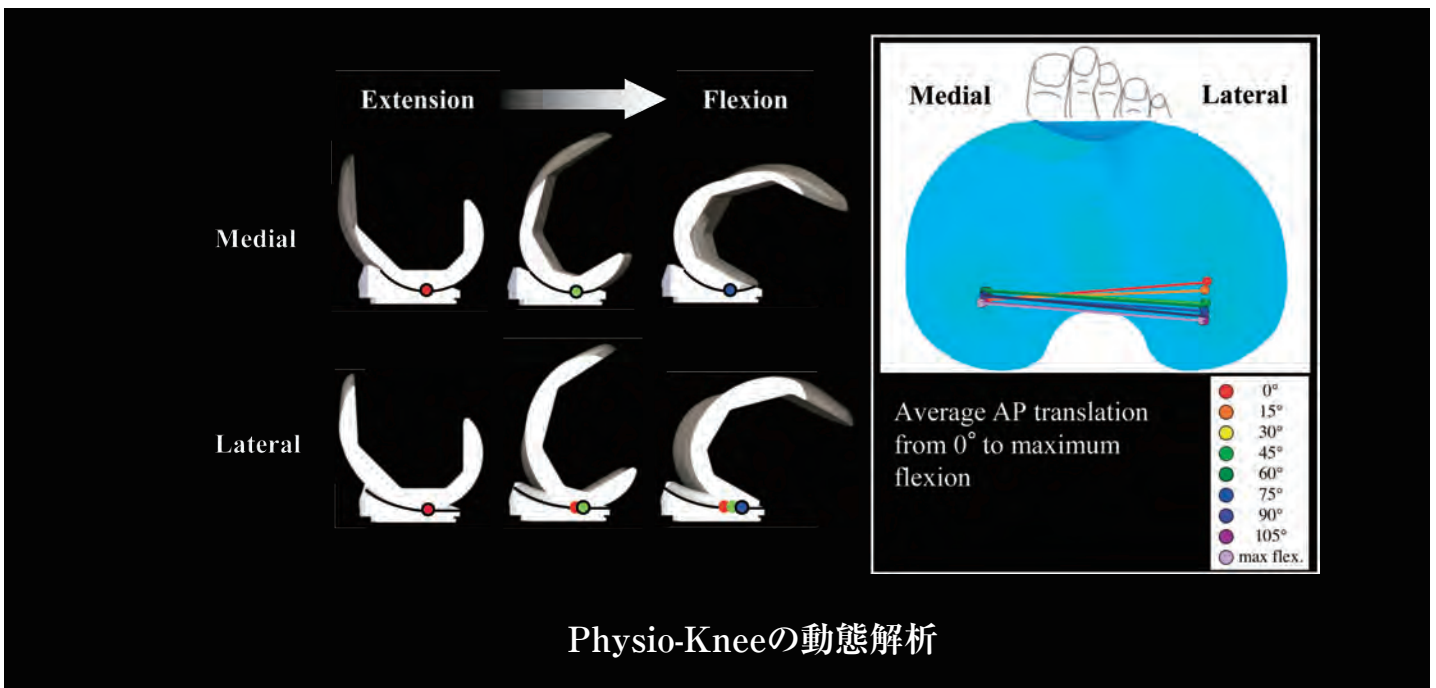 Extension
Flexion
Medial
Lateral
Medial
Lateral
Average AP translation
from 0° to maximum
flexion
0°
15°
30°
45°
60°
75°
90°
105°
max flex.
Physio-Kneeの動態解析